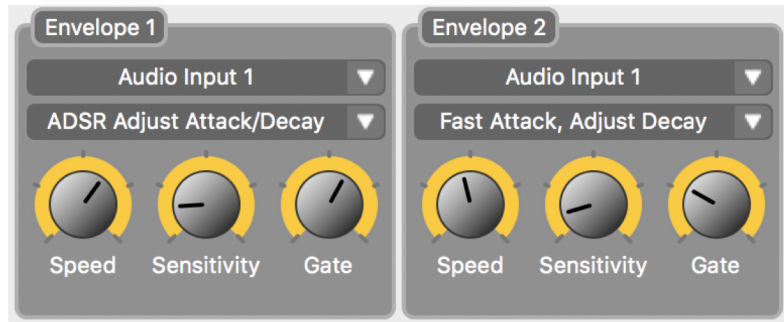 Envelope 1
Audio Input 1
ADSR Adjust Attack/Decay
Speed Sensitivity Gate
Envelope 2
Audio Input 1
Fast Attack, Adjust Decay
Speed Sensitivity Gate